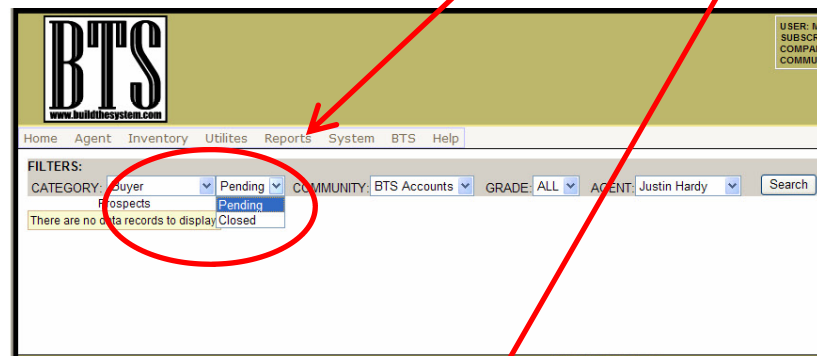 BTS
www.buildthesystem.com
USER: M
SUBSCR
COMPA
COMMU
Home Agent Inventory Utilites Reports System BTS Help
FILTERS:
CATEGORY: Buyer Pending COMMUNITY: BTS Accounts GRADE: ALL AGENT: Justin Hardy Search
Prospects Pending
There are no data records to display Closed